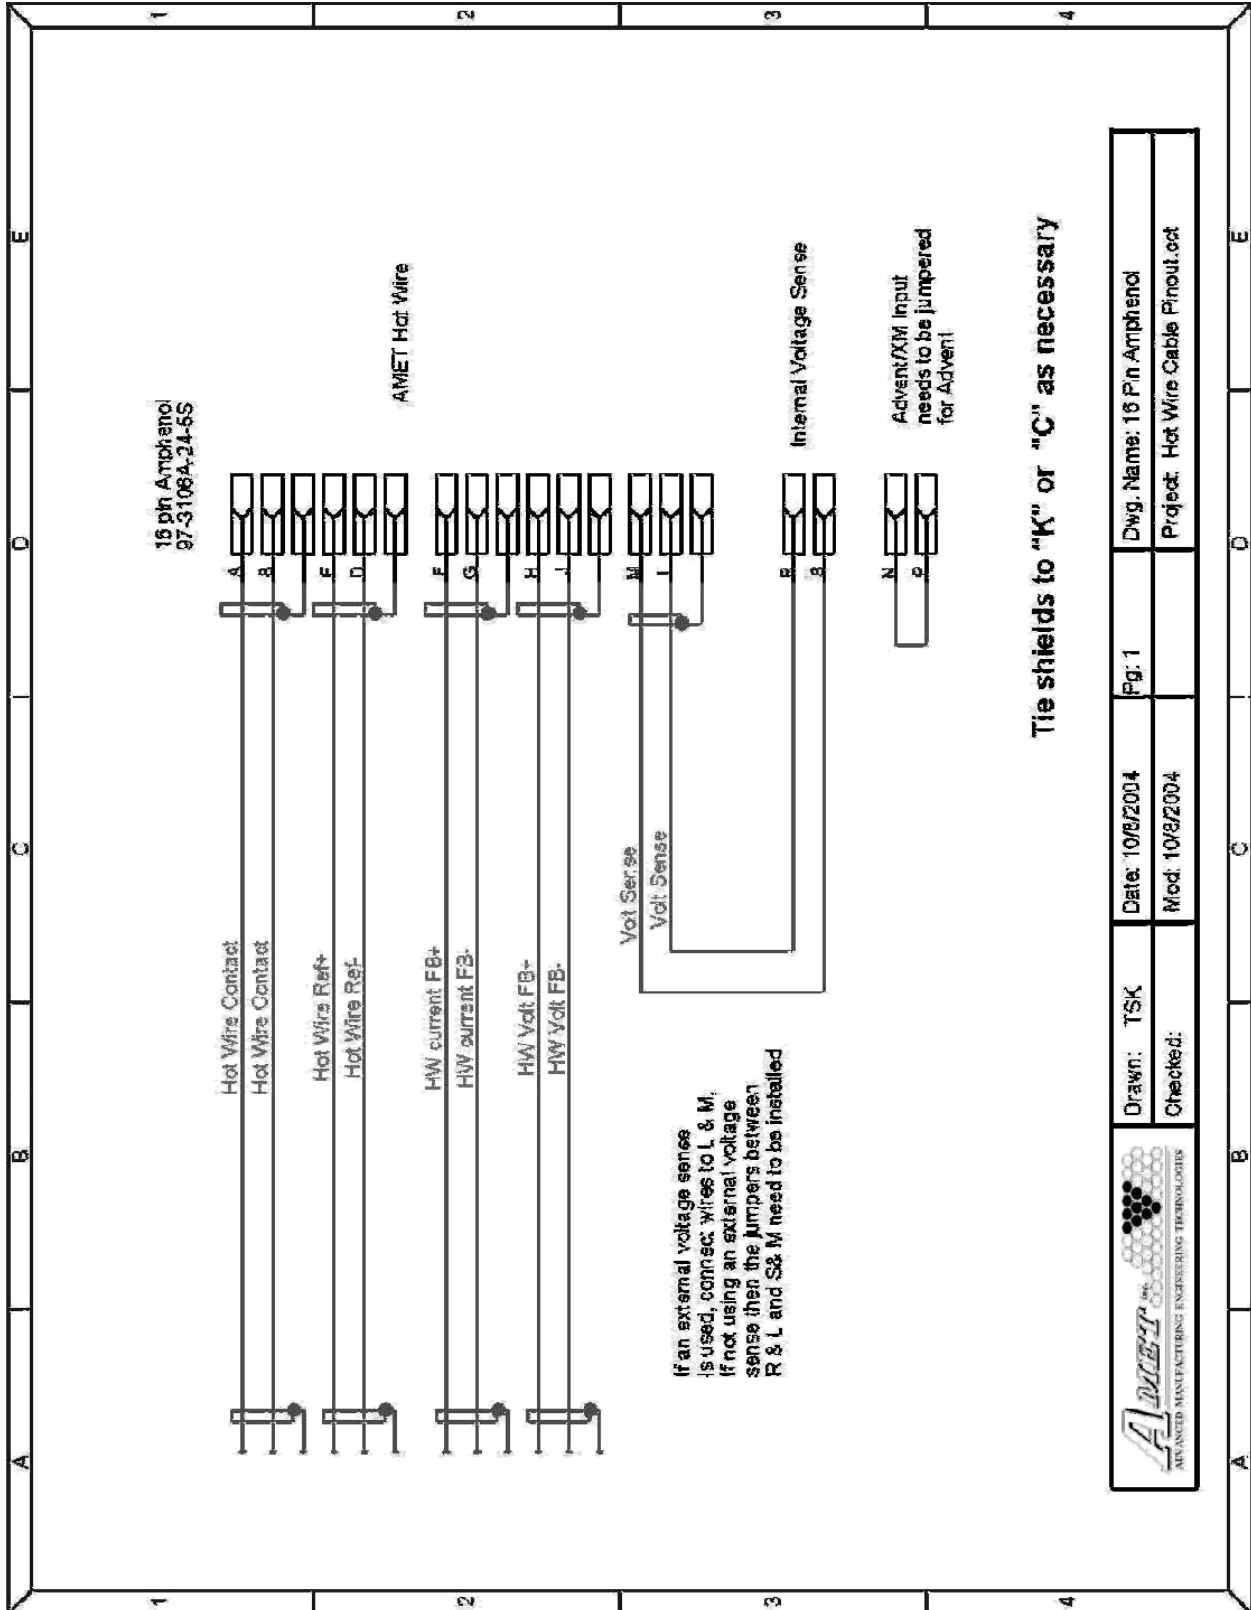 A B C D E
1
2
3
4
16 pin Amphenol
97-3106A-24-5S
Hot Wire Contact
Hot Wire Contact
A
B
Hot Wire Ref+
Hot Wire Ref-
D
AMET Hot Wire
HW current FB+
HW current FB-
G
HW Volt FB+
HW Volt FB-
H
J
Volt Sense
Volt Sense
M
If an external voltage sense
is used, connect wires to L & M,
If not using an external voltage
sense then the jumpers between
R & L and S& M need to be installed
R
Internal Voltage Sense
N
P
Advent/XM Input
needs to be jumpered
for Advent
Tie shields to "K" or "C" as necessary
AMET inc.
ADVANCED MANUFACTURING ENGINEERING TECHNOLOGIES
Drawn: TSK
Checked:
Date: 10/8/2004
Mod: 10/8/2004
Pg: 1
Dwg. Name: 16 Pin Amphenol
Project: Hot Wire Cable Pinout.cct
A B C D E
1
2
3
4